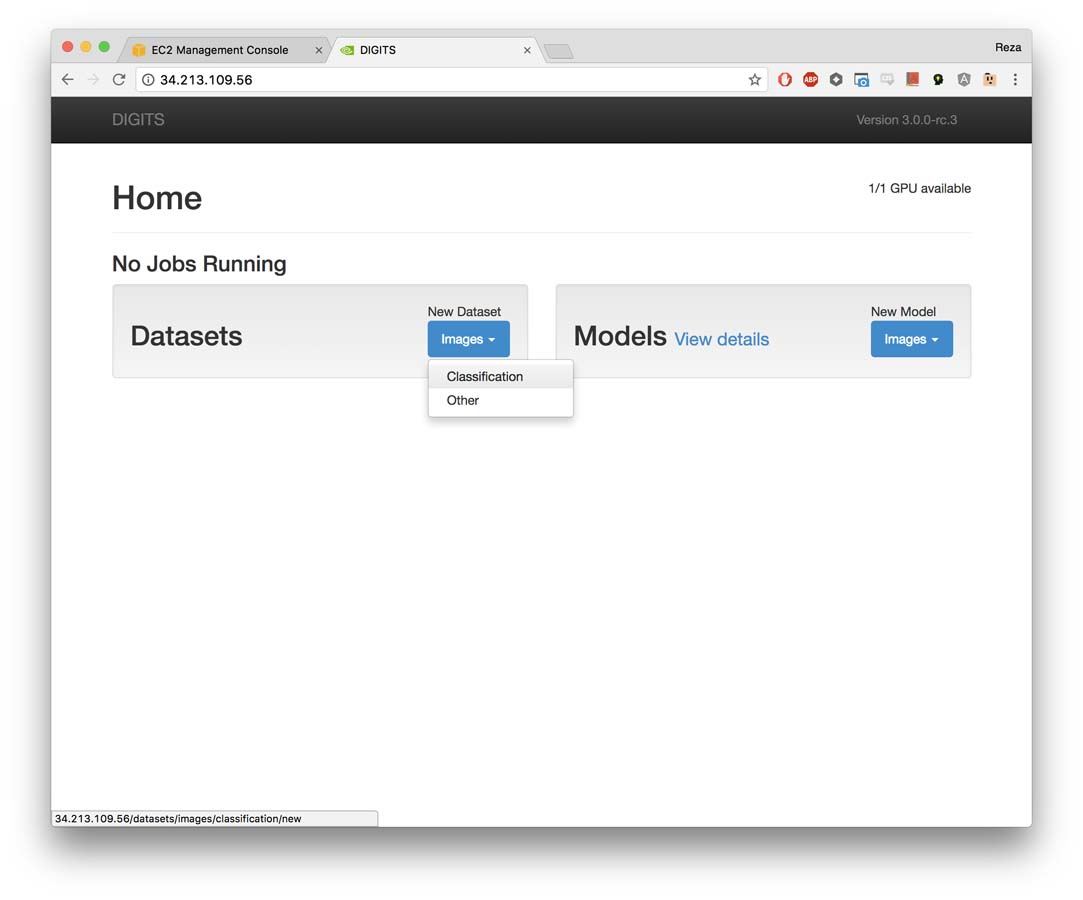 EC2 Management Console
DIGITS
Reza
34.213.109.56
ABP
DIGITS
Version 3.0.0-rc.3
Home
1/1 GPU available
No Jobs Running
Datasets
New Dataset
Images
Classification
Other
Models View details
New Model
Images
34.213.109.56/datasets/images/classification/new